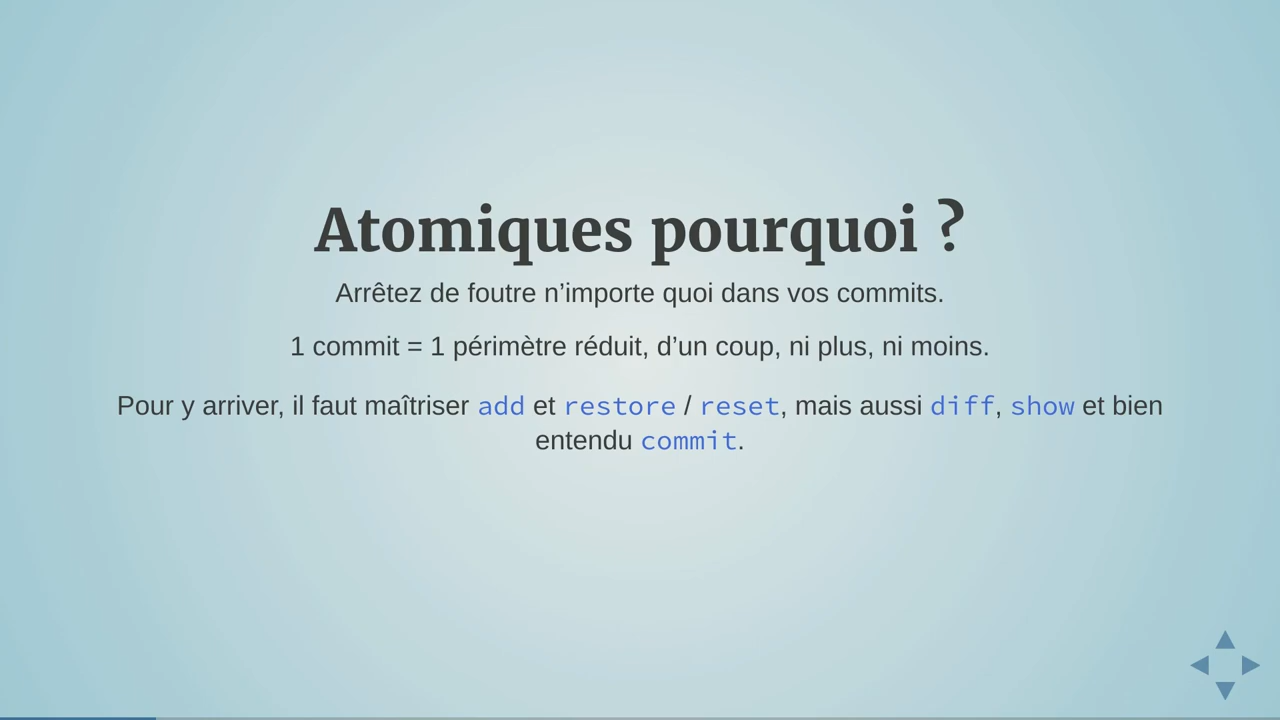 Atomiques pourquoi ?
Arrêtez de foutre n’importe quoi dans vos commits.
1 commit = 1 périmètre réduit, d’un coup, ni plus, ni moins.
Pour y arriver, il faut maîtriser add et restore / reset, mais aussi diff, show et bien
entendu commit.